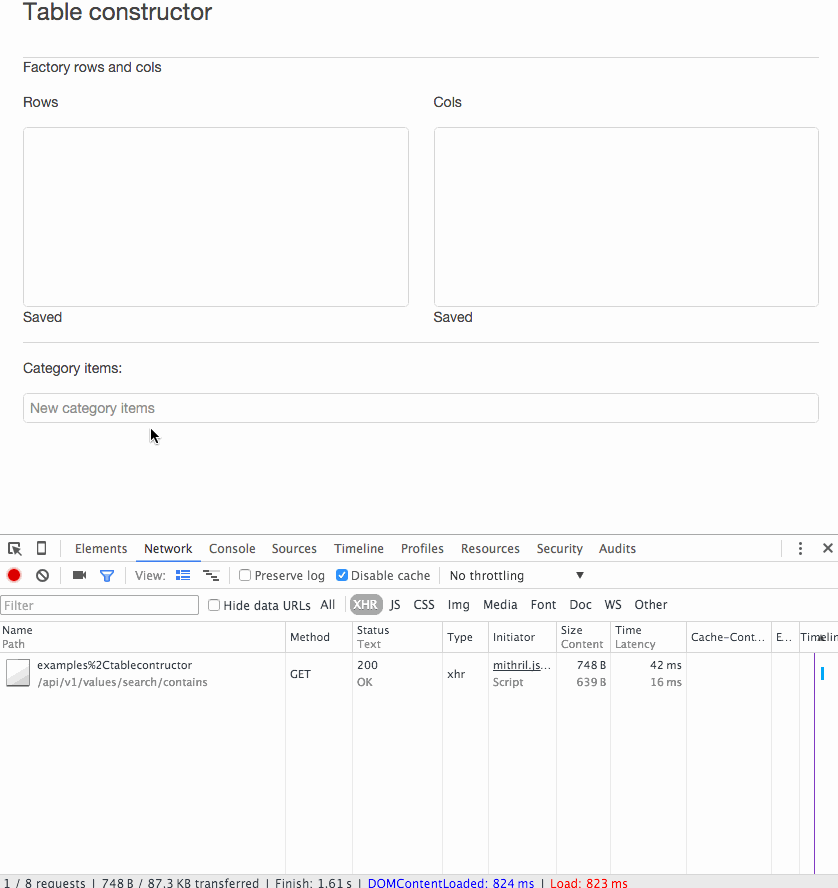 Table constructor
Factory rows and cols
Rows Cols
Saved Saved
Category items:
New category items
Elements Network Console Sources Timeline Profiles Resources Security Audits
View: Preserve log Disable cache No throttling ▼
Filter Hide data URLs All XHR JS CSS Img Media Font Doc WS Other
Name Method Status Type Initiator Size Time Cache-Cont… E… Timelin
Path Text Content Latency
examples%2Ctablecontructor GET 200 xhr mithril.js… 748 B 42 ms
/api/v1/values/search/contains OK Script 639 B 16 ms
1 / 8 requests | 748 B / 87.3 KB transferred | Finish: 1.61 s | DOMContentLoaded: 824 ms | Load: 823 ms